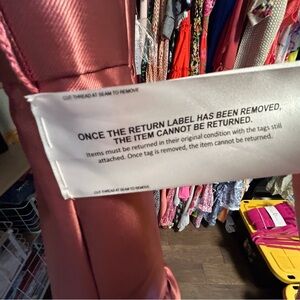 CUT THREAD AT SEAM TO REMOVE
ONCE THE RETURN LABEL HAS BEEN REMOVED,
THE ITEM CANNOT BE RETURNED.
Items must be returned in their original condition with the tags still
attached. Once tag is removed, the item cannot be returned.
CUT THREAD AT SEAM TO REMOVE